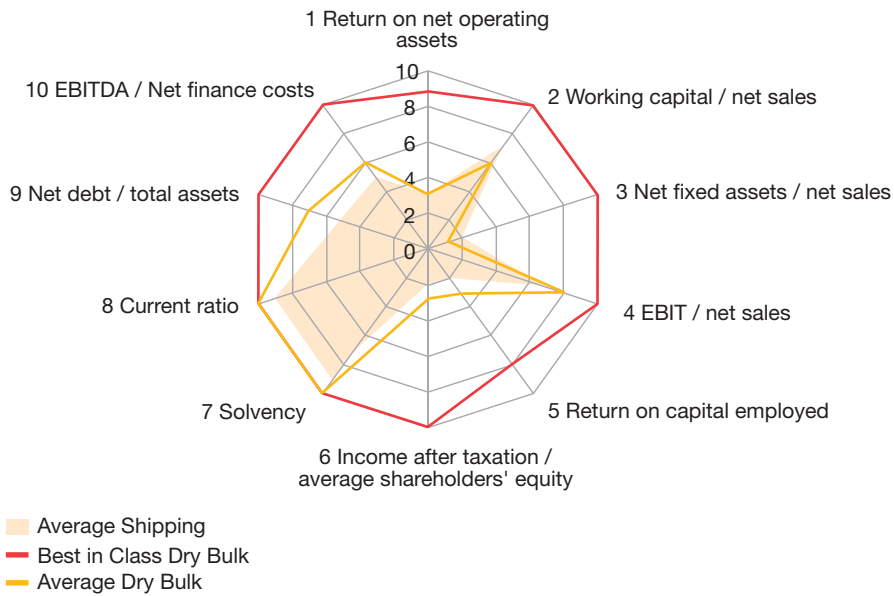 1 Return on net operating
assets
10
8
6
4
2
0
10 EBITDA / Net finance costs
2 Working capital / net sales
9 Net debt / total assets
3 Net fixed assets / net sales
8 Current ratio
4 EBIT / net sales
7 Solvency
5 Return on capital employed
6 Income after taxation /
average shareholders' equity
Average Shipping
Best in Class Dry Bulk
Average Dry Bulk